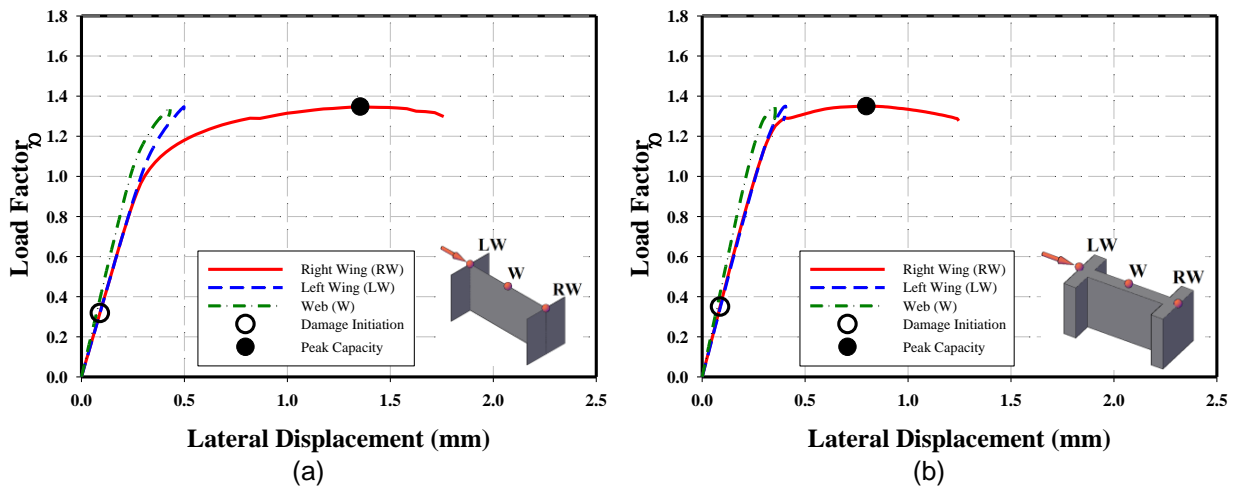 1.8
1.6
1.4
1.2
1.0
0.8
0.6
0.4
0.2
0.0
Load Factor α
0.0 0.5 1.0 1.5 2.0 2.5
Lateral Displacement (mm)
Right Wing (RW)
Left Wing (LW)
Web (W)
Damage Initiation
Peak Capacity
LW
W
RW
(a)
1.8
1.6
1.4
1.2
1.0
0.8
0.6
0.4
0.2
0.0
Load Factor α
0.0 0.5 1.0 1.5 2.0 2.5
Lateral Displacement (mm)
Right Wing (RW)
Left Wing (LW)
Web (W)
Damage Initiation
Peak Capacity
LW
W
RW
(b)